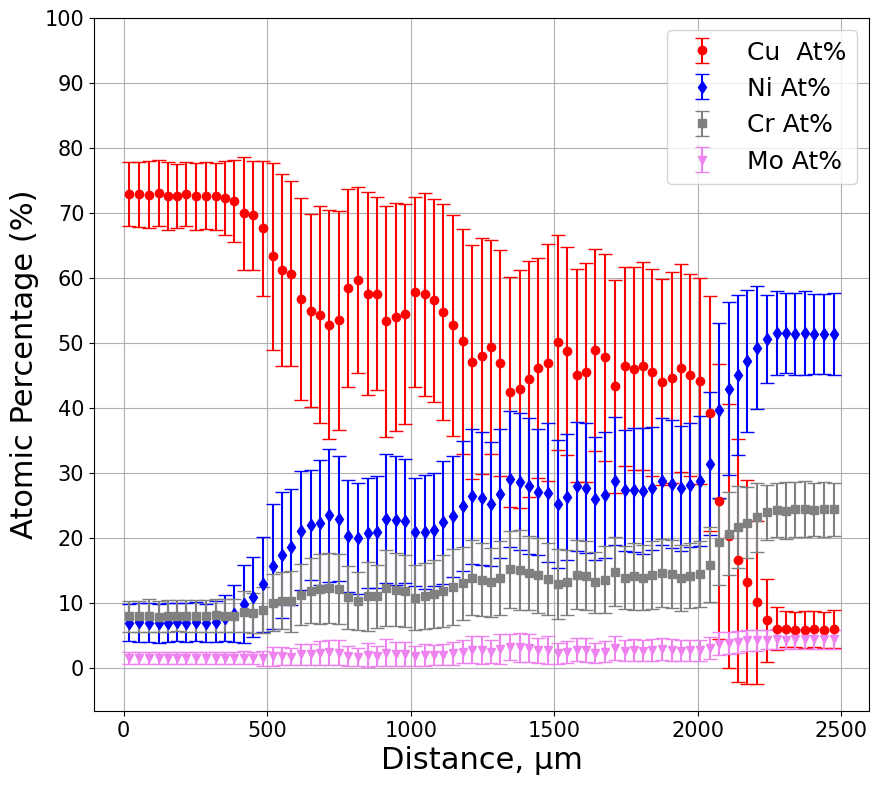 100
90
80
70
60
50
40
30
20
10
0
Atomic Percentage (%)
Cu  At%
Ni At%
Cr At%
Mo At%
0 500 1000 1500 2000 2500
Distance, μm